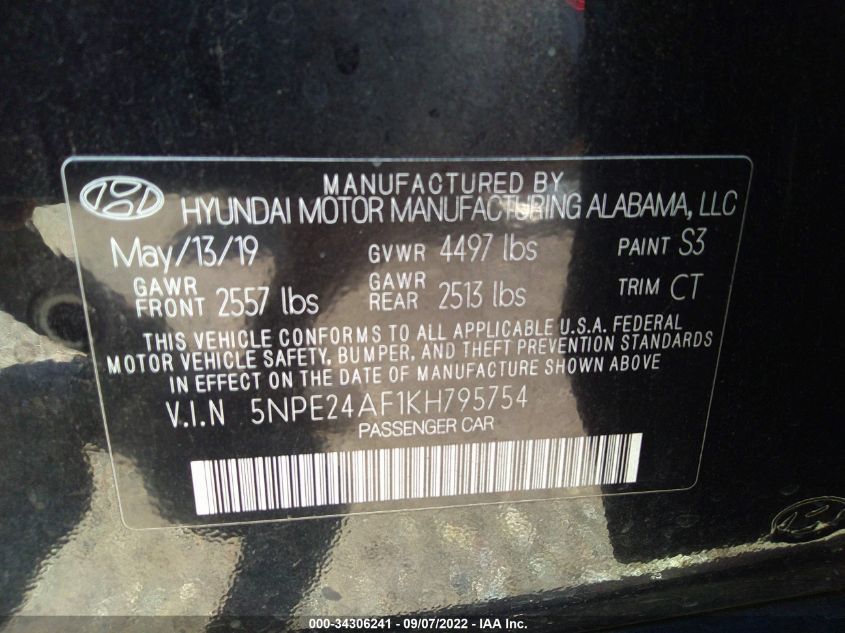 MANUFACTURED BY
HYUNDAI MOTOR MANUFACTURING ALABAMA, LLC
May/13/19 GVWR 4497 lbs PAINT S3
GAWR FRONT 2557 lbs GAWR REAR 2513 lbs TRIM CT
THIS VEHICLE CONFORMS TO ALL APPLICABLE U.S.A. FEDERAL
MOTOR VEHICLE SAFETY, BUMPER, AND THEFT PREVENTION STANDARDS
IN EFFECT ON THE DATE OF MANUFACTURE SHOWN ABOVE
V.I.N 5NPE24AF1KH795754
PASSENGER CAR
000-34306241 - 09/07/2022 - IAA Inc.